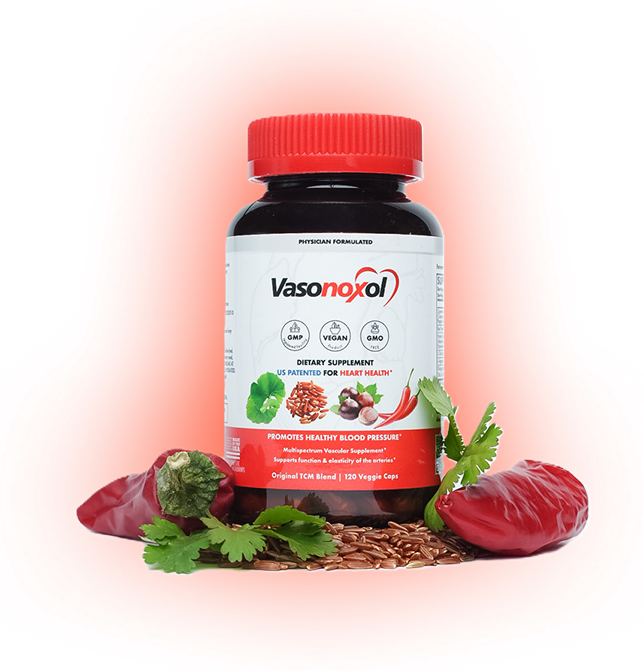 PHYSICIAN FORMULATED
Vasonoxol
GMP
VEGAN
GMO
FREE
DIETARY SUPPLEMENT
US PATENTED FOR HEART HEALTH*
PROMOTES HEALTHY BLOOD PRESSURE*
Multispectrum Vascular Supplement*
Supports function & elasticity of the arteries*
Original TCM Blend | 120 Veggie Caps